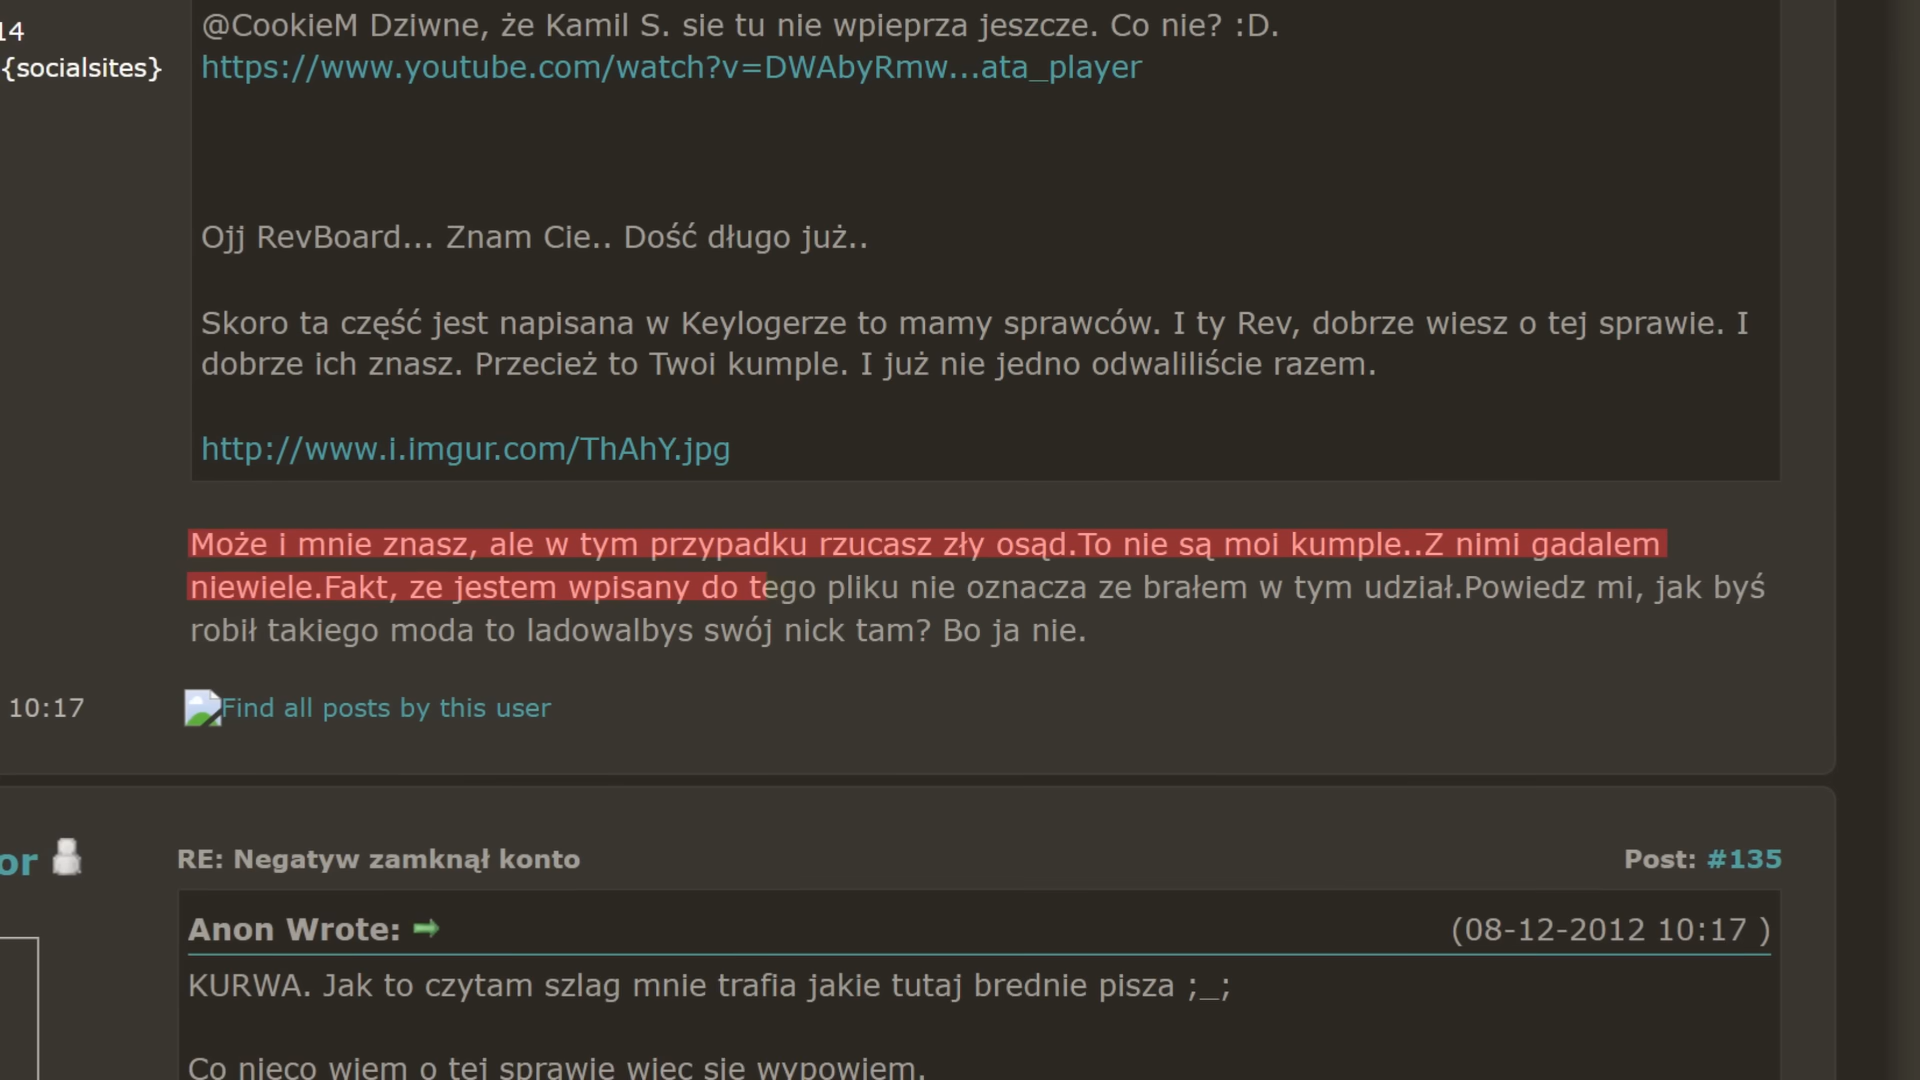 14
@CookieM Dziwne, że Kamil S. sie tu nie wpieprza jeszcze. Co nie? :D.
{socialsites}
https://www.youtube.com/watch?v=DWAbyRmw...ata_player
Ojj RevBoard... Znam Cie.. Dość długo już..
Skoro ta część jest napisana w Keylogerze to mamy sprawców. I ty Rev, dobrze wiesz o tej sprawie. I
dobrze ich znasz. Przecież to Twoi kumple. I już nie jedno odwaliliście razem.
http://www.i.imgur.com/ThAhY.jpg
Może i mnie znasz, ale w tym przypadku rzucasz zły osąd.To nie są moi kumple..Z nimi gadalem
niewiele.Fakt, ze jestem wpisany do tego pliku nie oznacza ze brałem w tym udział.Powiedz mi, jak byś
robił takiego moda to ladowalbys swój nick tam? Bo ja nie.
10:17
Find all posts by this user
or
RE: Negatyw zamknął konto
Post: #135
Anon Wrote:
(08-12-2012 10:17 )
KURWA. Jak to czytam szlag mnie trafia jakie tutaj brednie pisza ;_;
Co nieco wiem o tej sprawie wiec sie wypowiem.